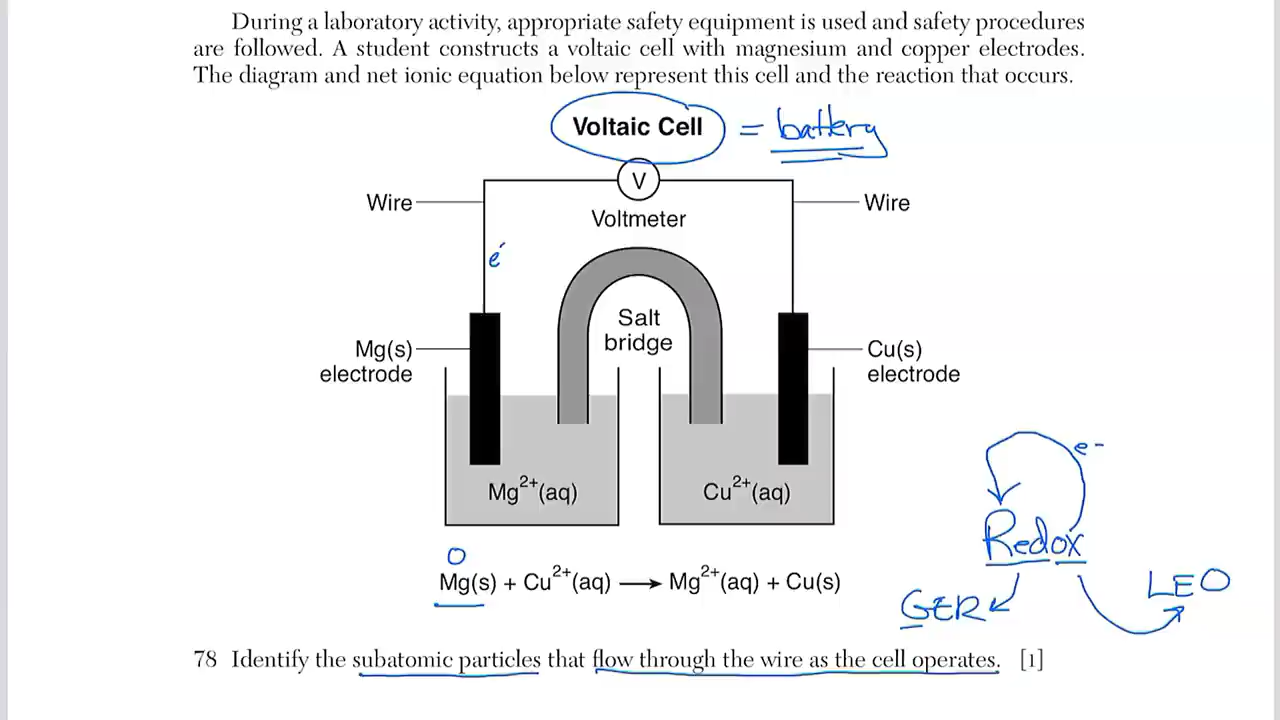 During a laboratory activity, appropriate safety equipment is used and safety procedures
are followed. A student constructs a voltaic cell with magnesium and copper electrodes.
The diagram and net ionic equation below represent this cell and the reaction that occurs.
Voltaic Cell = battery
V
Wire
Wire
Voltmeter
e⁻
Salt
bridge
Mg(s)
electrode
Cu(s)
electrode
Mg²⁺(aq)
Cu²⁺(aq)
e⁻
Redox
GER
LEO
0
Mg(s) + Cu²⁺(aq) ⟶ Mg²⁺(aq) + Cu(s)
78 Identify the subatomic particles that flow through the wire as the cell operates. [1]